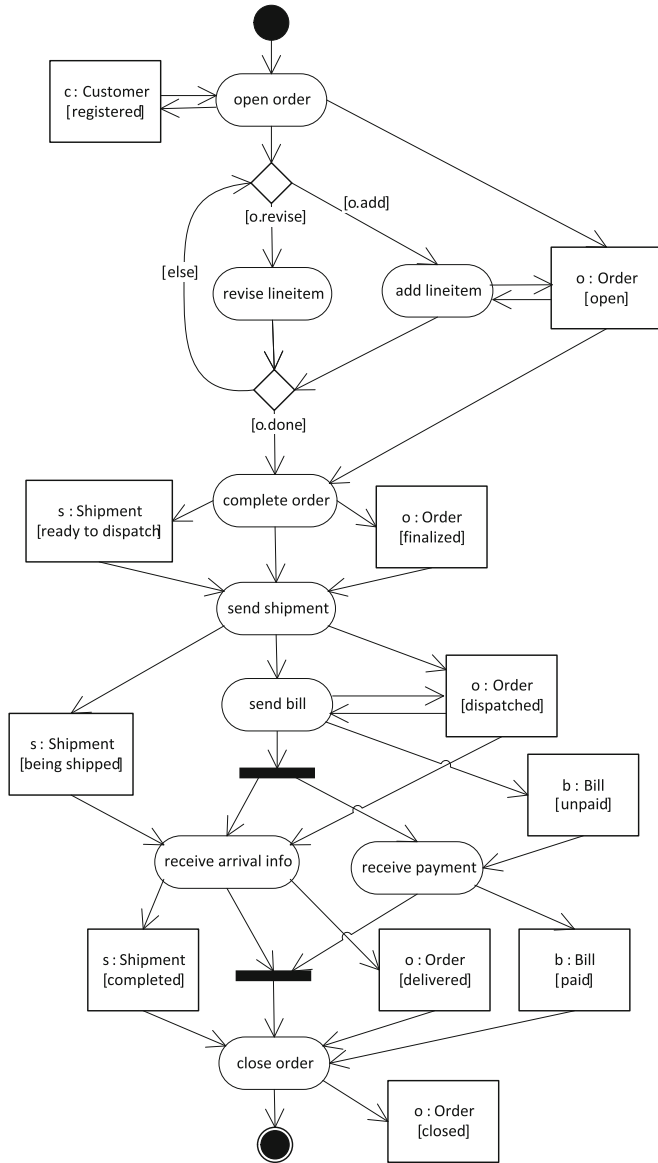 c : Customer
[registered]
open order
[o.add]
[o.revise]
[else]
revise lineitem
add lineitem
o : Order
[open]
[o.done]
complete order
s : Shipment
[ready to dispatch]
o : Order
[finalized]
send shipment
send bill
o : Order
[dispatched]
s : Shipment
[being shipped]
b : Bill
[unpaid]
receive arrival info
receive payment
s : Shipment
[completed]
o : Order
[delivered]
b : Bill
[paid]
close order
o : Order
[closed]